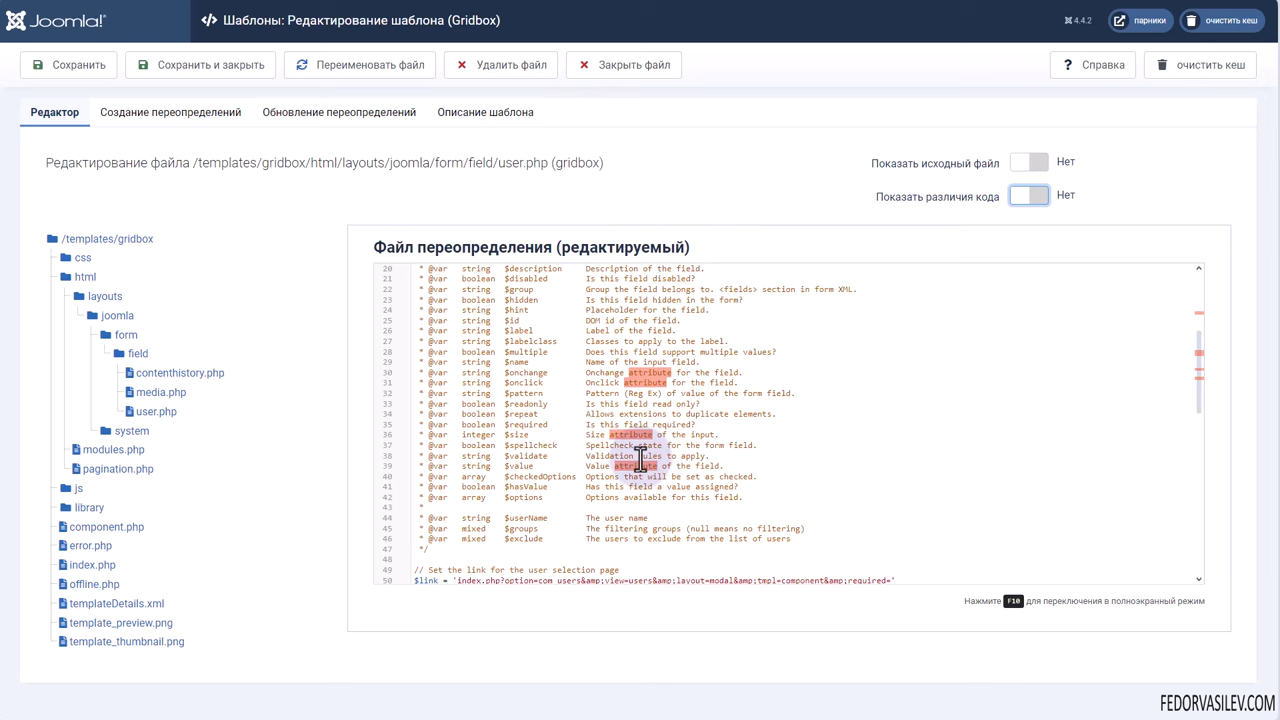 Joomla!®
Шаблоны: Редактирование шаблона (Gridbox)
4.4.2
парники
очистить кеш
Сохранить
Сохранить и закрыть
Переименовать файл
Удалить файл
Закрыть файл
Справка
очистить кеш
Редактор
Создание переопределений
Обновление переопределений
Описание шаблона
Редактирование файла /templates/gridbox/html/layouts/joomla/form/field/user.php (gridbox)
Показать исходный файл
Нет
Показать различия кода
Нет
/templates/gridbox
css
html
layouts
joomla
form
field
contenthistory.php
media.php
user.php
system
modules.php
pagination.php
js
library
component.php
error.php
index.php
offline.php
templateDetails.xml
template_preview.png
template_thumbnail.png
Файл переопределения (редактируемый)
20 * @var string $description Description of the field.
21 * @var boolean $disabled Is this field disabled?
22 * @var string $group Group the field belongs to. <fields> section in form XML.
23 * @var boolean $hidden Is this field hidden in the form?
24 * @var string $hint Placeholder for the field.
25 * @var string $id DOM id of the field.
26 * @var string $label Label of the field.
27 * @var string $labelclass Classes to apply to the label.
28 * @var boolean $multiple Does this field support multiple values?
29 * @var string $name Name of the input field.
30 * @var string $onchange Onchange attribute for the field.
31 * @var string $onclick Onclick attribute for the field.
32 * @var string $pattern Pattern (Reg Ex) of value of the form field.
33 * @var boolean $readonly Is this field read only?
34 * @var boolean $repeat Allows extensions to duplicate elements.
35 * @var boolean $required Is this field required?
36 * @var integer $size Size attribute of the input.
37 * @var boolean $spellcheck Spellcheck state for the form field.
38 * @var string $validate Validation rules to apply.
39 * @var string $value Value attribute of the field.
40 * @var array $checkedOptions Options that will be set as checked.
41 * @var boolean $hasValue Has this field a value assigned?
42 * @var array $options Options available for this field.
43 *
44 * @var string $userName The user name
45 * @var mixed $groups The filtering groups (null means no filtering)
46 * @var mixed $exclude The users to exclude from the list of users
47 */
48
49 // Set the link for the user selection page
50 $link = 'index.php?option=com_users&amp;view=users&amp;layout=modal&amp;tmpl=component&amp;required='
Нажмите F10 для переключения в полноэкранный режим
FEDORVASILEV.COM